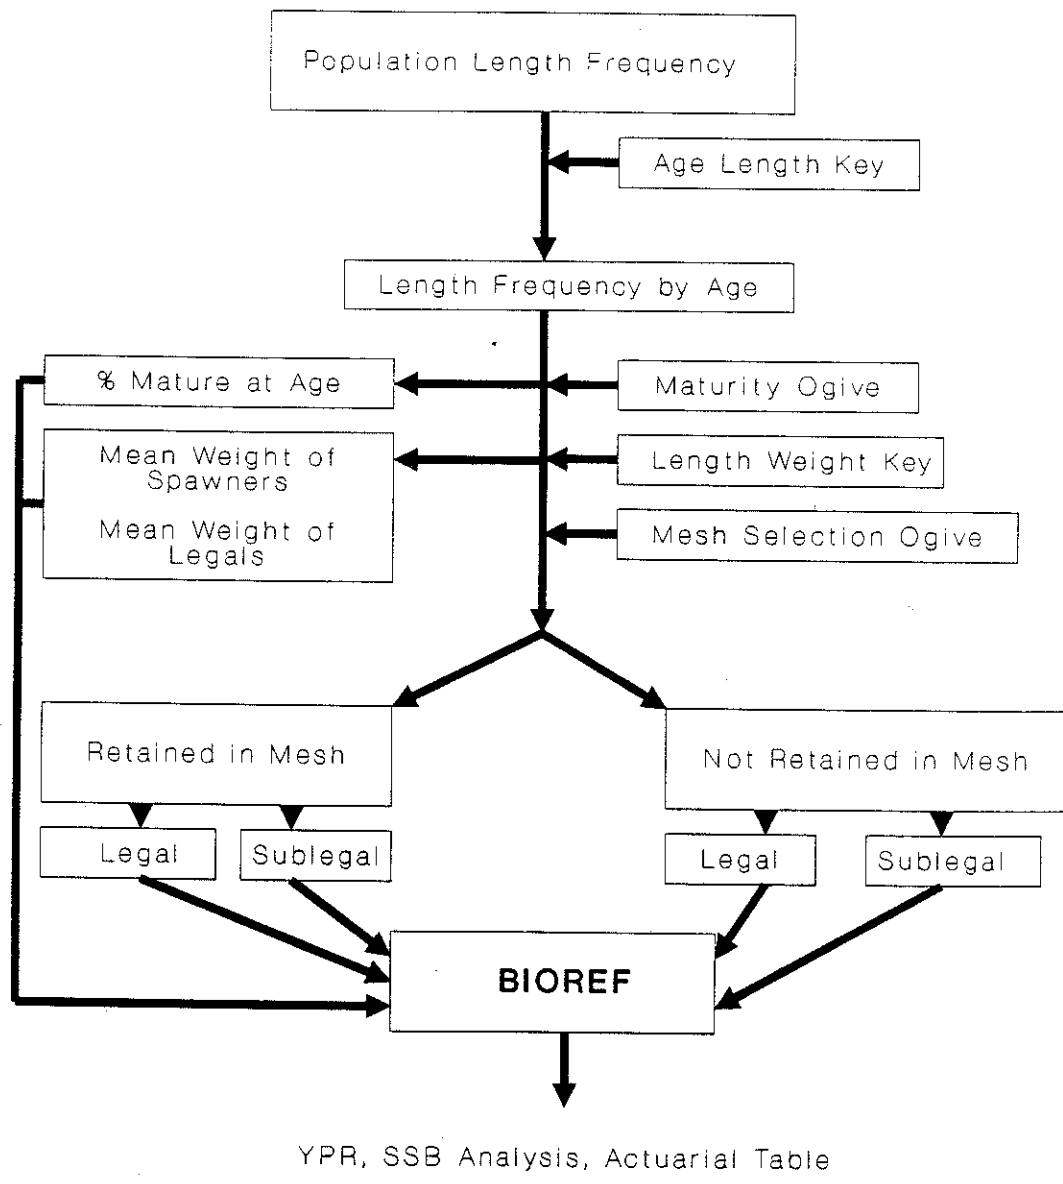 Population Length Frequency
Age Length Key
Length Frequency by Age
% Mature at Age
Maturity Ogive
Mean Weight of
Spawners
Length Weight Key
Mean Weight of
Legals
Mesh Selection Ogive
Retained in Mesh
Not Retained in Mesh
Legal
Sublegal
Legal
Sublegal
BIOREF
YPR, SSB Analysis, Actuarial Table